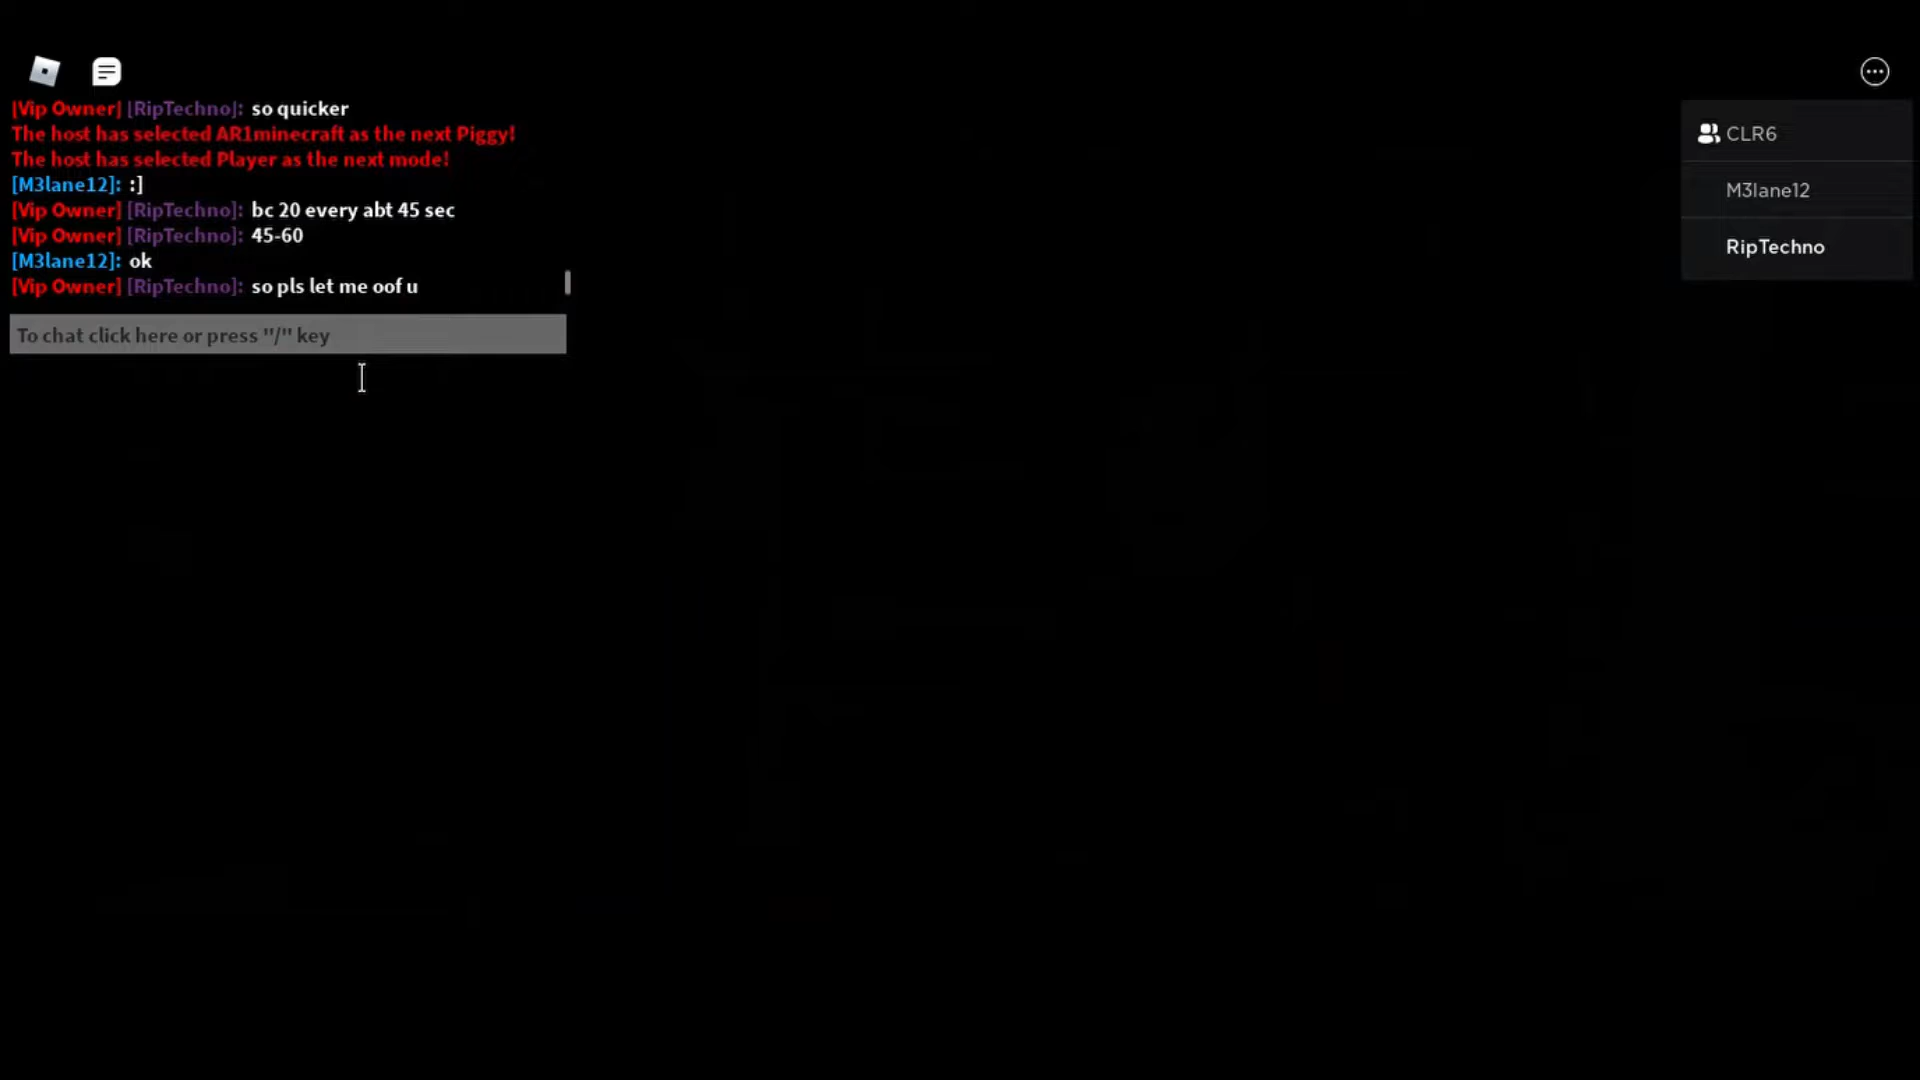 [Vip Owner] [RipTechno]: so quicker
The host has selected AR1minecraft as the next Piggy!
The host has selected Player as the next mode!
[M3lane12]: :]
[Vip Owner] [RipTechno]: bc 20 every abt 45 sec
[Vip Owner] [RipTechno]: 45-60
[M3lane12]: ok
[Vip Owner] [RipTechno]: so pls let me oof u
To chat click here or press "/" key
CLR6
M3lane12
RipTechno